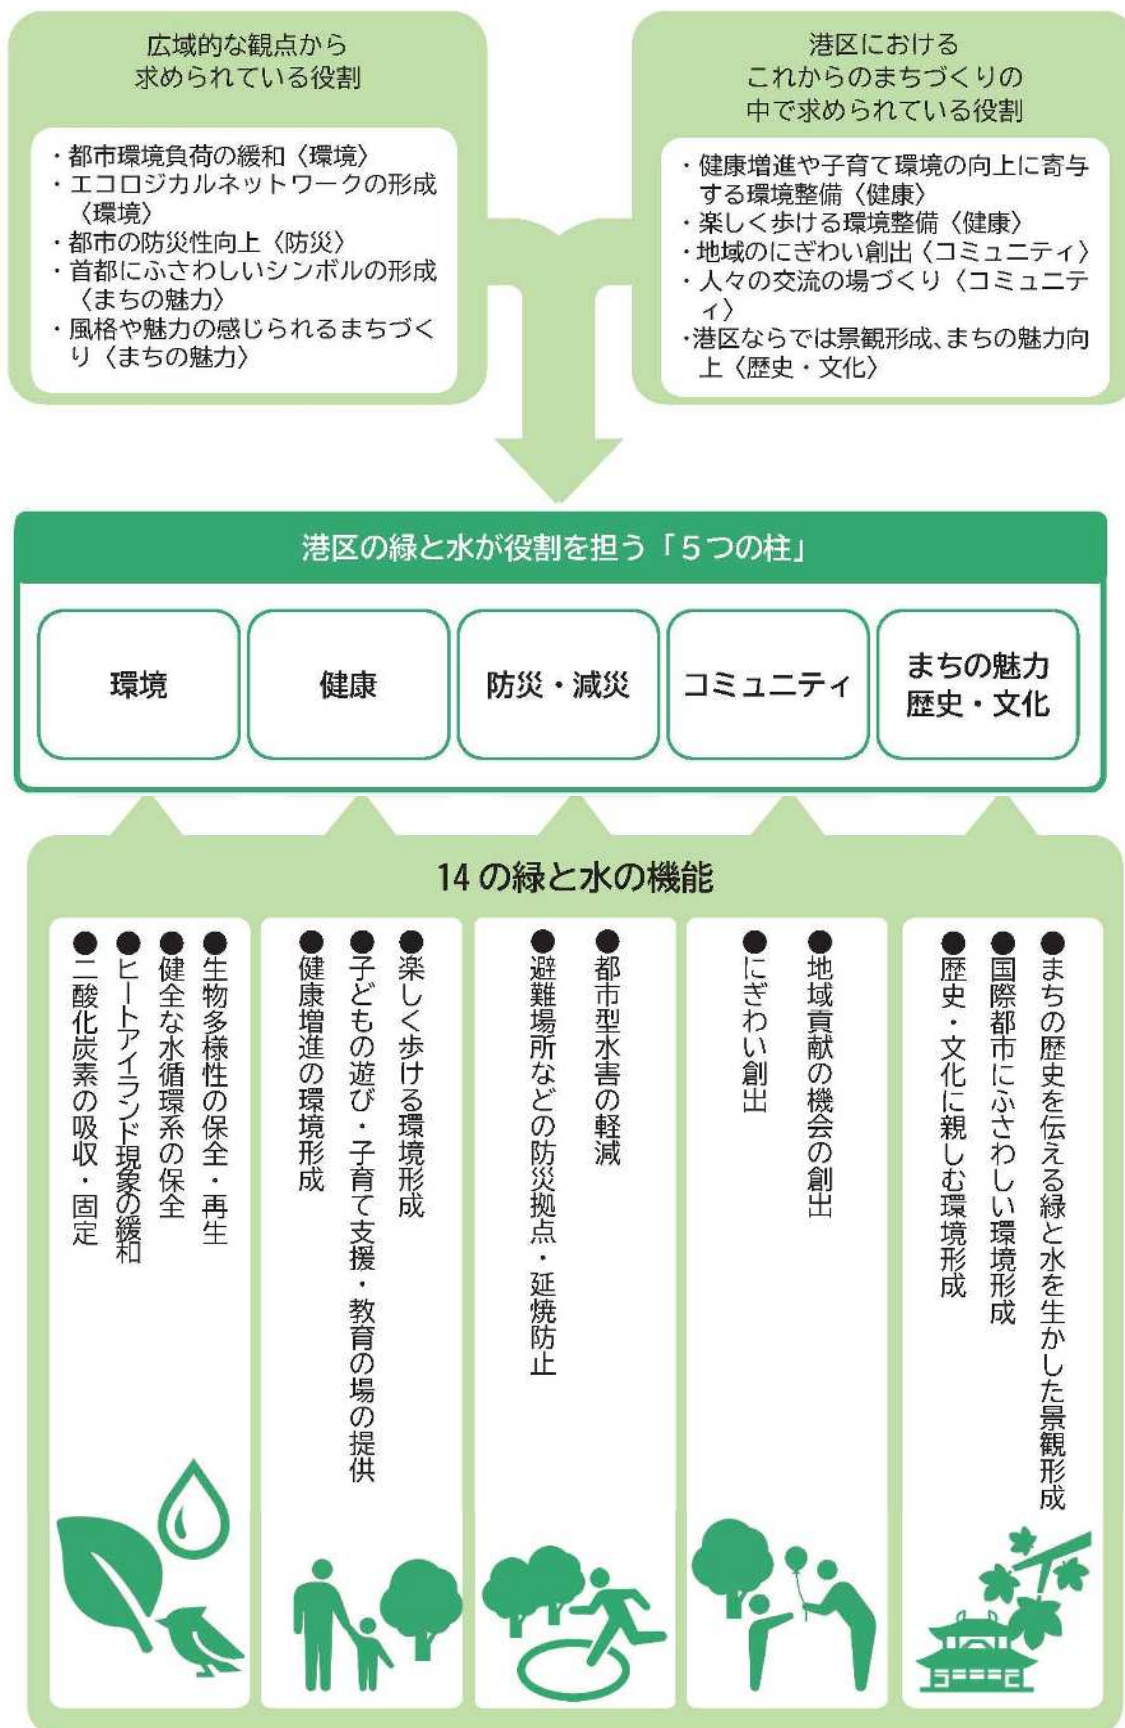 広域的な観点から
求められている役割
・都市環境負荷の緩和〈環境〉
・エコロジカルネットワークの形成
〈環境〉
・都市の防災性向上〈防災〉
・首都にふさわしいシンボルの形成
〈まちの魅力〉
・風格や魅力の感じられるまちづく
り〈まちの魅力〉
港区における
これからのまちづくりの
中で求められている役割
・健康増進や子育て環境の向上に寄与
する環境整備〈健康〉
・楽しく歩ける環境整備〈健康〉
・地域のにぎわい創出〈コミュニティ〉
・人々の交流の場づくり〈コミュニテ
ィ〉
・港区ならでは景観形成、まちの魅力向
上〈歴史・文化〉
港区の緑と水が役割を担う「５つの柱」
環境
健康
防災・減災
コミュニティ
まちの魅力
歴史・文化
14の緑と水の機能
●生物多様性の保全・再生
●健全な水循環系の保全
●ヒートアイランド現象の緩和
●二酸化炭素の吸収・固定
●楽しく歩ける環境形成
●子どもの遊び・子育て支援・教育の場の提供
●健康増進の環境形成
●都市型水害の軽減
●避難場所などの防災拠点・延焼防止
●地域貢献の機会の創出
●にぎわい創出
●まちの歴史を伝える緑と水を生かした景観形成
●国際都市にふさわしい環境形成
●歴史・文化に親しむ環境形成